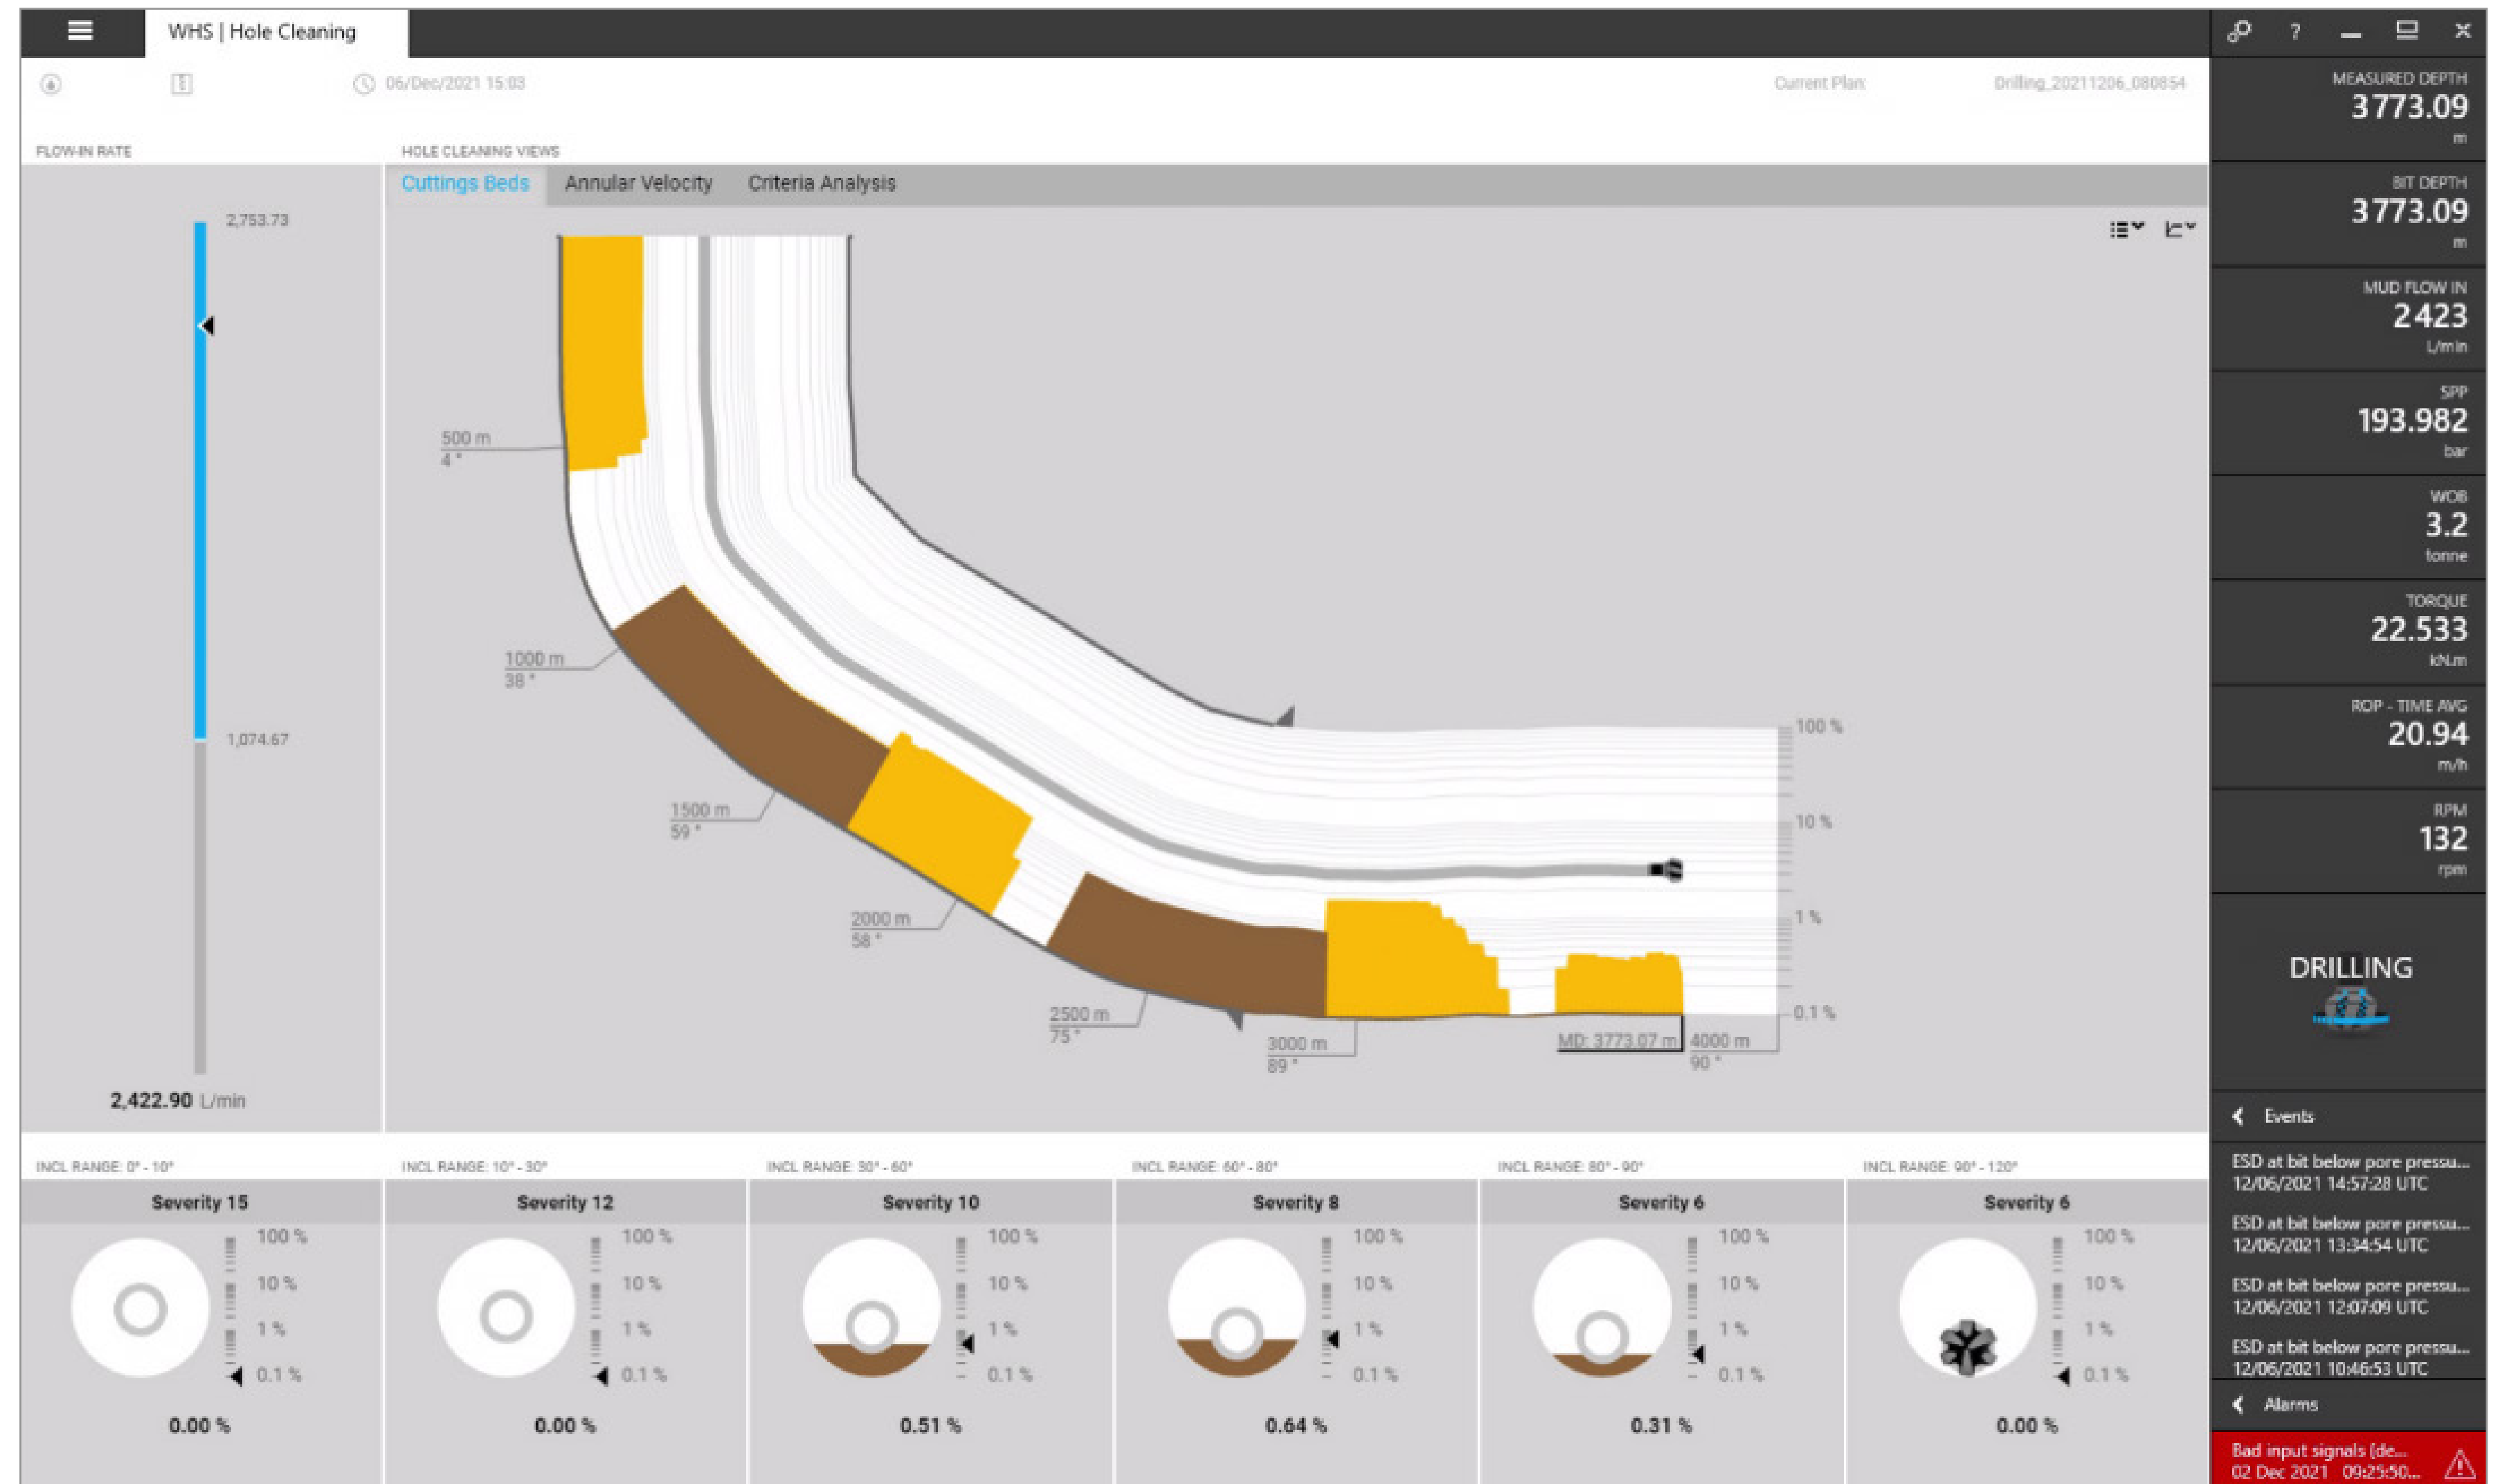 WHS | Hole Cleaning
?
06/Dec/2021 15:03
Current Plan:
Drilling_20211206_080854
FLOW-IN RATE
2,753.73
1,074.67
2,422.90 L/min
HOLE CLEANING VIEWS
Cuttings Beds
Annular Velocity
Criteria Analysis
500 m
4 °
1000 m
38 °
1500 m
59 °
2000 m
58 °
2500 m
75 °
3000 m
89 °
MD: 3773.07 m
4000 m
90 °
100 %
10 %
1 %
0.1 %
INCL RANGE: 0° - 10°
Severity 15
100 %
10 %
1 %
0.1 %
0.00 %
INCL RANGE: 10° - 30°
Severity 12
100 %
10 %
1 %
0.1 %
0.00 %
INCL RANGE: 30° - 60°
Severity 10
100 %
10 %
1 %
0.1 %
0.51 %
INCL RANGE: 60° - 80°
Severity 8
100 %
10 %
1 %
0.1 %
0.64 %
INCL RANGE: 80° - 90°
Severity 6
100 %
10 %
1 %
0.1 %
0.31 %
INCL RANGE: 90° - 120°
Severity 6
100 %
10 %
1 %
0.1 %
0.00 %
MEASURED DEPTH
3773.09
m
BIT DEPTH
3773.09
m
MUD FLOW IN
2423
L/min
SPP
193.982
bar
WOB
3.2
tonne
TORQUE
22.533
kN.m
ROP - TIME AVG
20.94
m/h
RPM
132
rpm
DRILLING
Events
ESD at bit below pore pressu...
12/06/2021 14:57:28 UTC
ESD at bit below pore pressu...
12/06/2021 13:34:54 UTC
ESD at bit below pore pressu...
12/06/2021 12:07:09 UTC
ESD at bit below pore pressu...
12/06/2021 10:46:53 UTC
Alarms
Bad input signals (de...
02 Dec 2021 09:25:50...